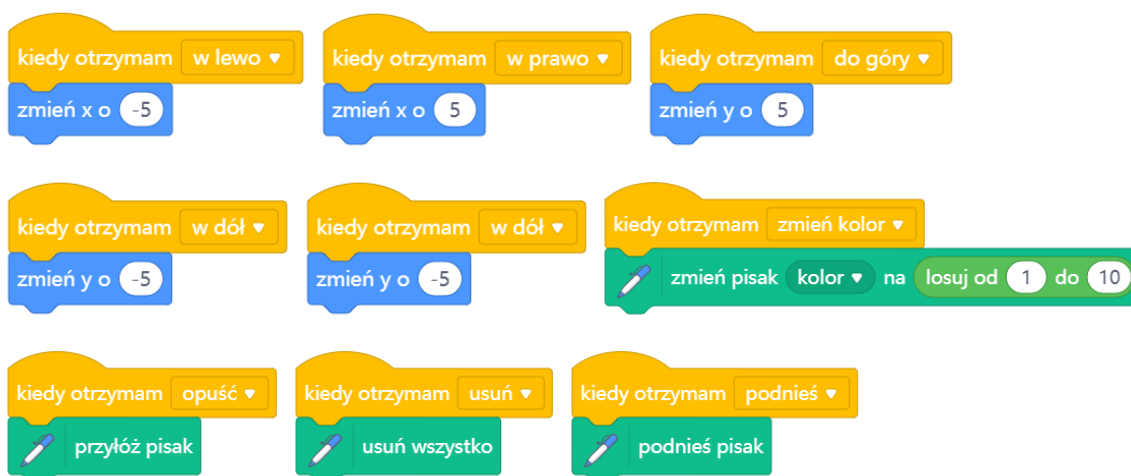 kiedy otrzymam w lewo
zmień x o -5
kiedy otrzymam w prawo
zmień x o 5
kiedy otrzymam do góry
zmień y o 5
kiedy otrzymam w dół
zmień y o -5
kiedy otrzymam w dół
zmień y o -5
kiedy otrzymam zmień kolor
zmień pisak kolor na losuj od 1 do 10
kiedy otrzymam opuść
przyłóż pisak
kiedy otrzymam usuń
usuń wszystko
kiedy otrzymam podnieś
podnieś pisak